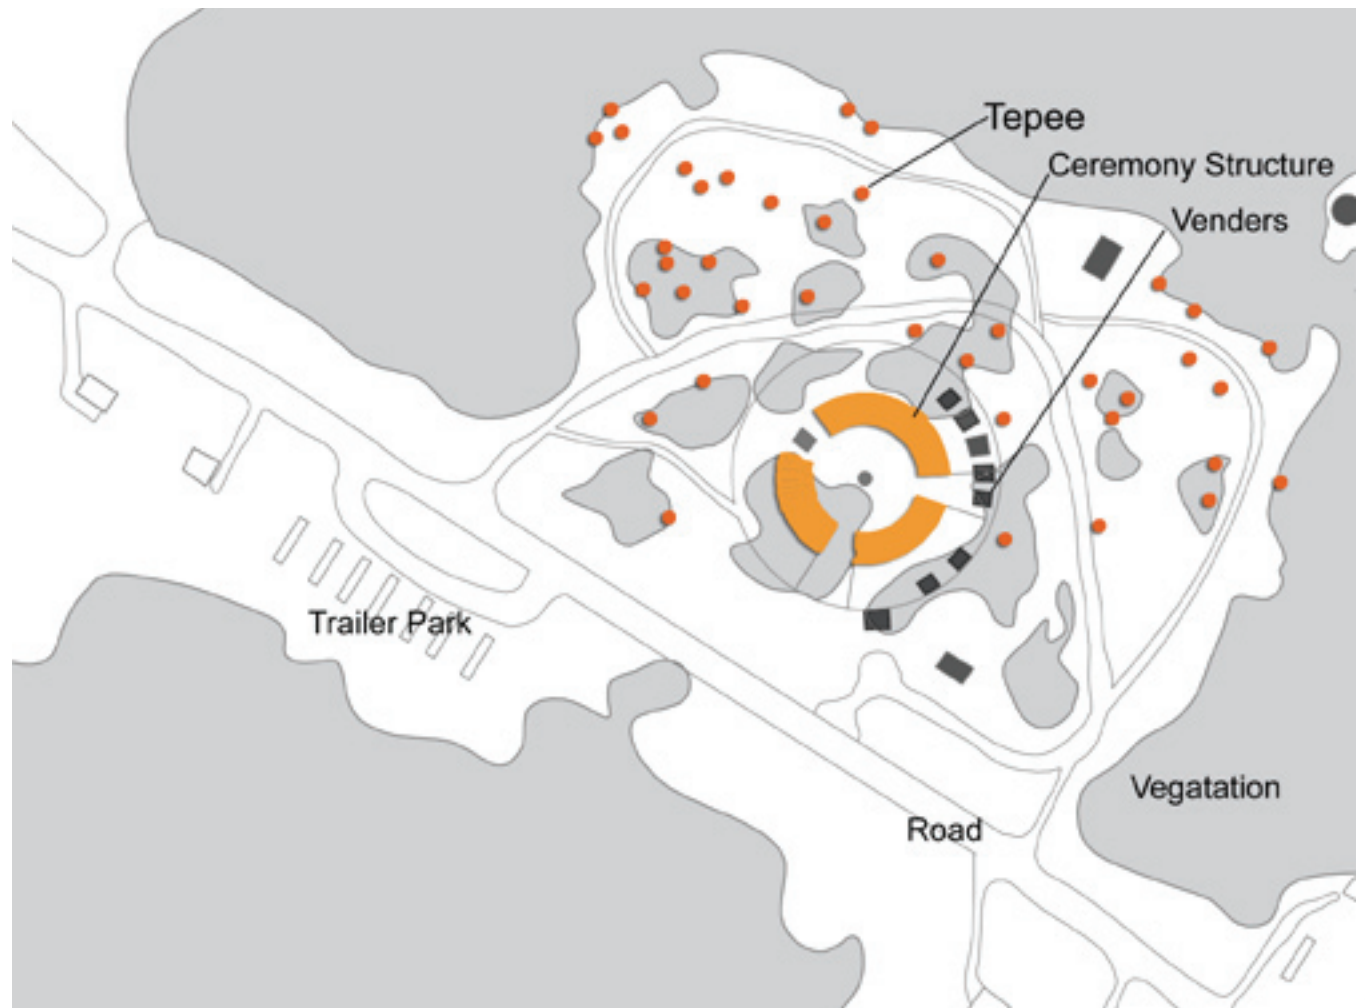 Tepee
Ceremony Structure
Venders
Trailer Park
Vegatation
Road